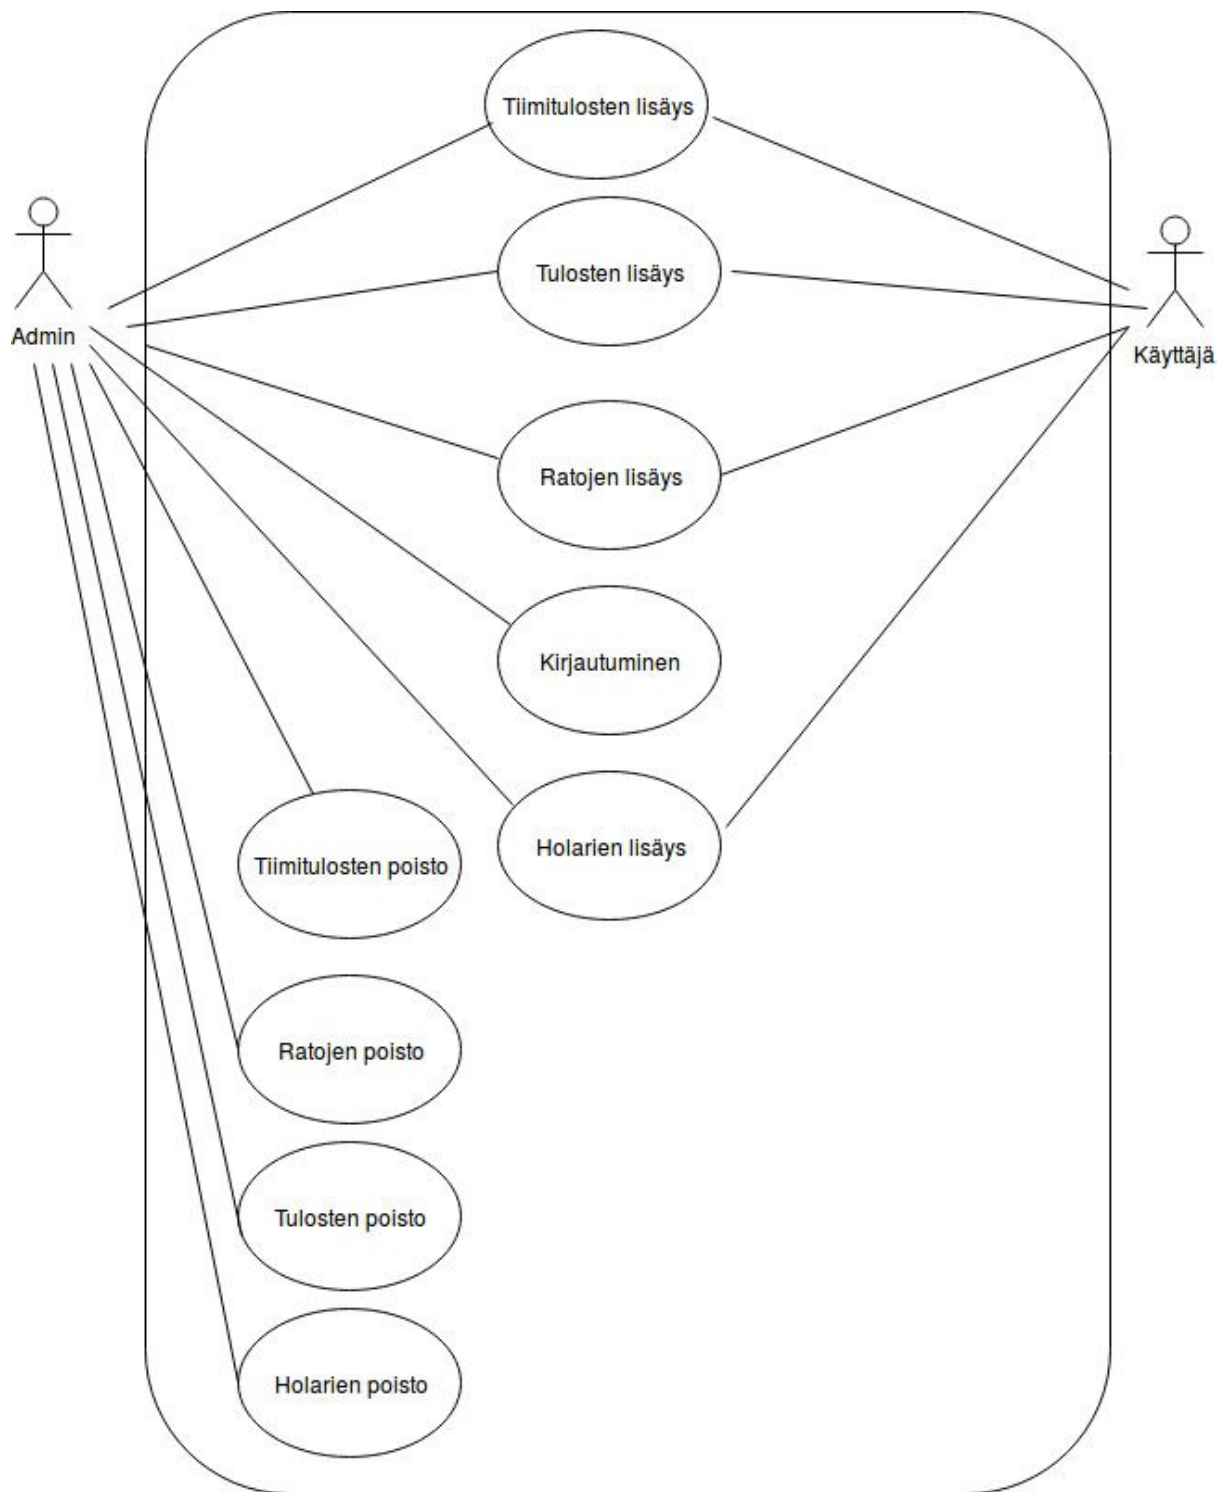 Tiimitulosten lisäys
Tulosten lisäys
Admin
Käyttäjä
Ratojen lisäys
Kirjautuminen
Holarien lisäys
Tiimitulosten poisto
Ratojen poisto
Tulosten poisto
Holarien poisto